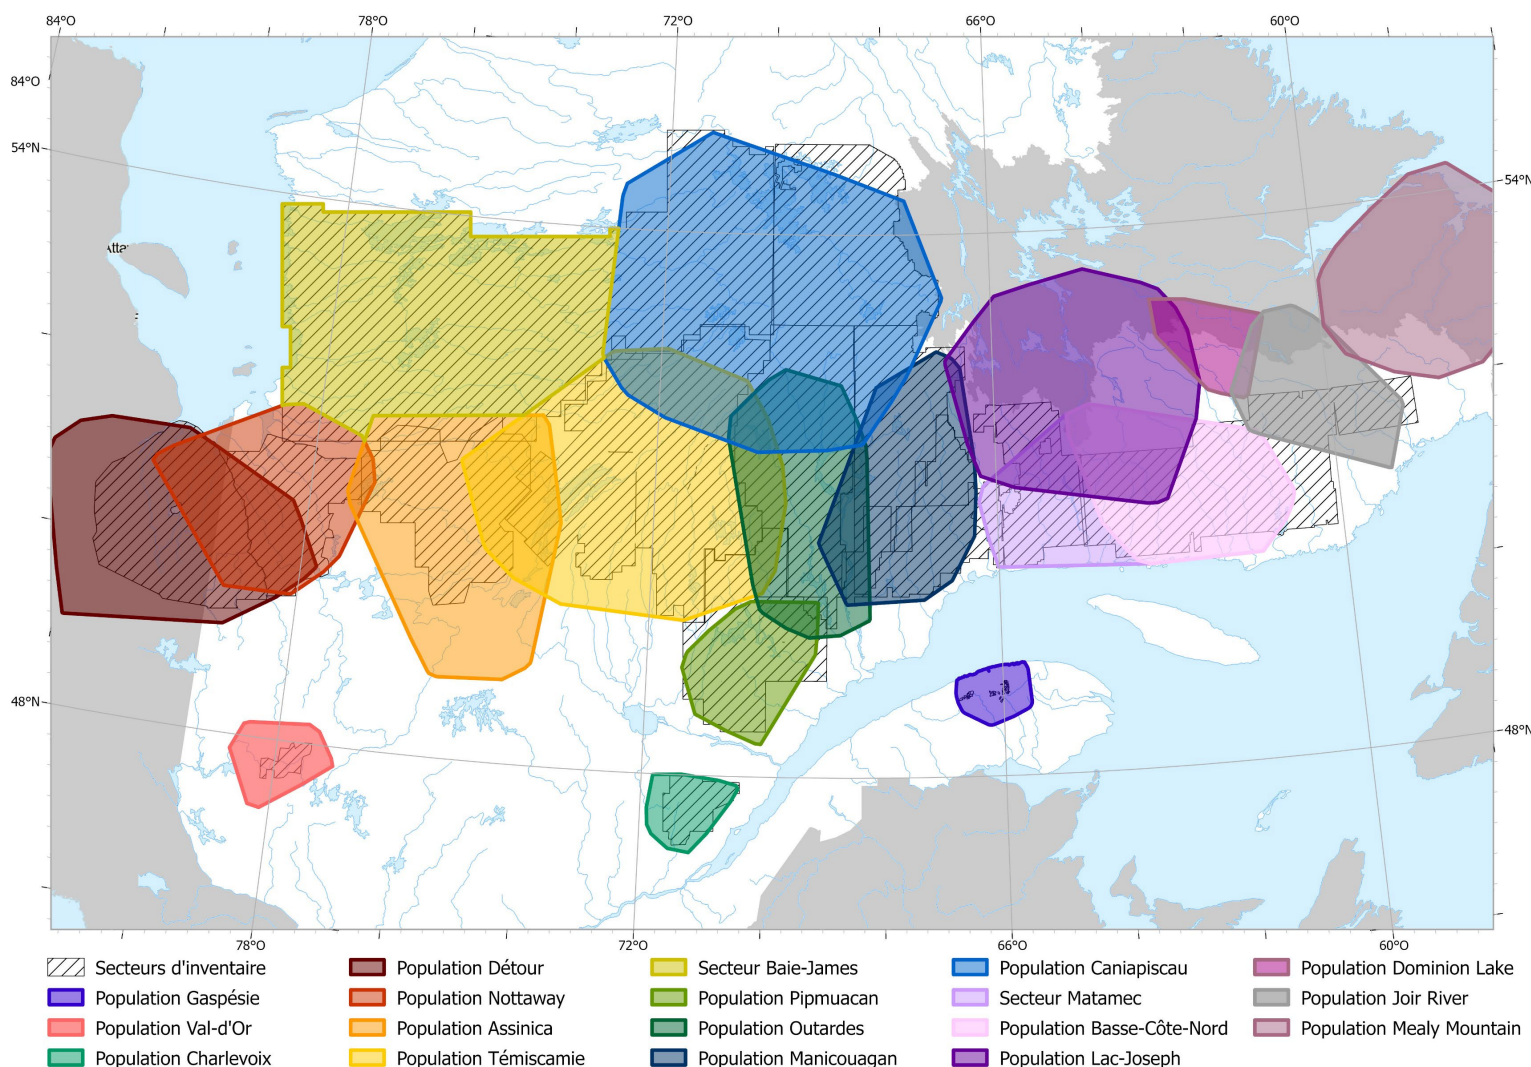 84°O 78°O 72°O 66°O 60°O
84°O
54°N
54°N
Atta
48°N
48°N
78°O 72°O 66°O 60°O
Secteurs d'inventaire Population Détour Secteur Baie-James Population Caniapiscau Population Dominion Lake
Population Gaspésie Population Nottaway Population Pipmuacan Secteur Matamec Population Joir River
Population Val-d'Or Population Assinica Population Outardes Population Basse-Côte-Nord Population Mealy Mountain
Population Charlevoix Population Témiscamie Population Manicouagan Population Lac-Joseph